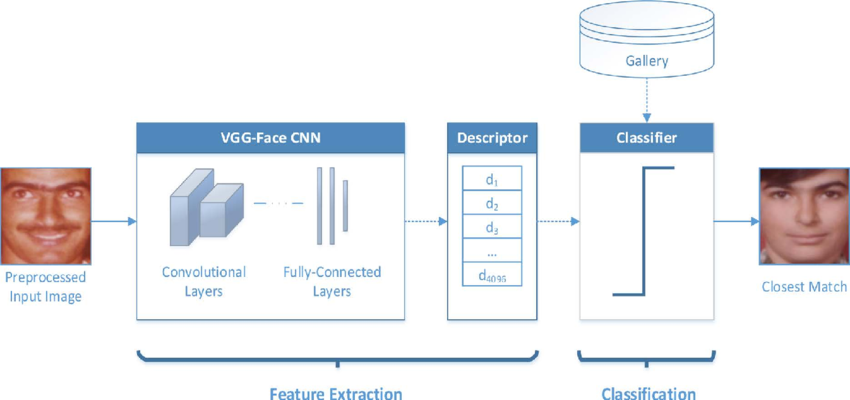 Gallery
VGG-Face CNN
Descriptor
Classifier
d1
d2
d3
...
d4096
Convolutional
Layers
Fully-Connected
Layers
Preprocessed
Input Image
Closest Match
Feature Extraction
Classification